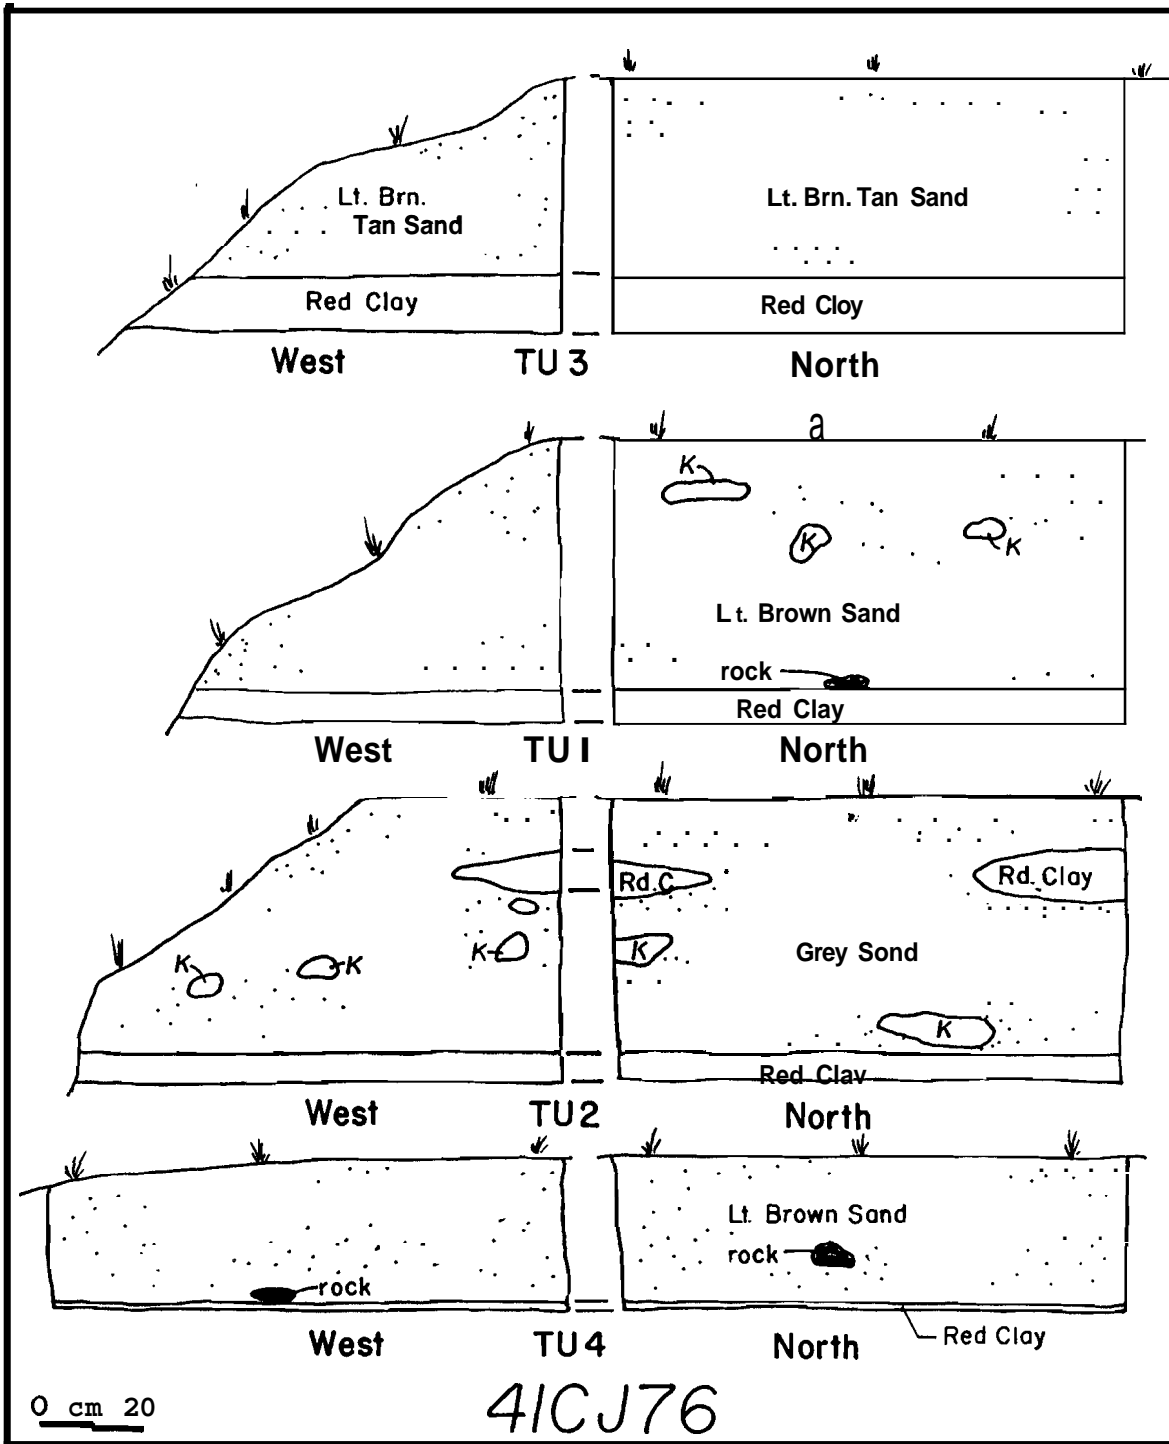 Lt. Brn.
Tan Sand
Lt. Brn. Tan Sand
Red Clay
Red Cloy
West TU 3 North
a
K
K
K
Lt. Brown Sand
rock
Red Clay
West TU 1 North
Rd. C
Rd. Clay
K
K
K
K
Grey Sond
K
Red Clav
West TU 2 North
Lt. Brown Sand
rock
rock
West TU 4 North
Red Clay
0 cm 20
41CJ76